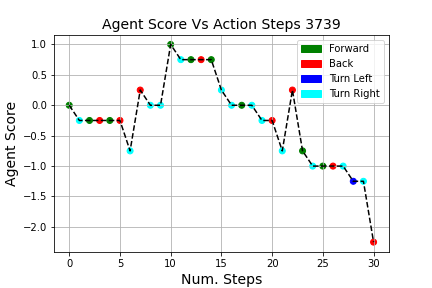 Agent Score Vs Action Steps 3739
1.0
0.5
0.0
−0.5
−1.0
−1.5
−2.0
Agent Score
Forward
Back
Turn Left
Turn Right
0 5 10 15 20 25 30
Num. Steps